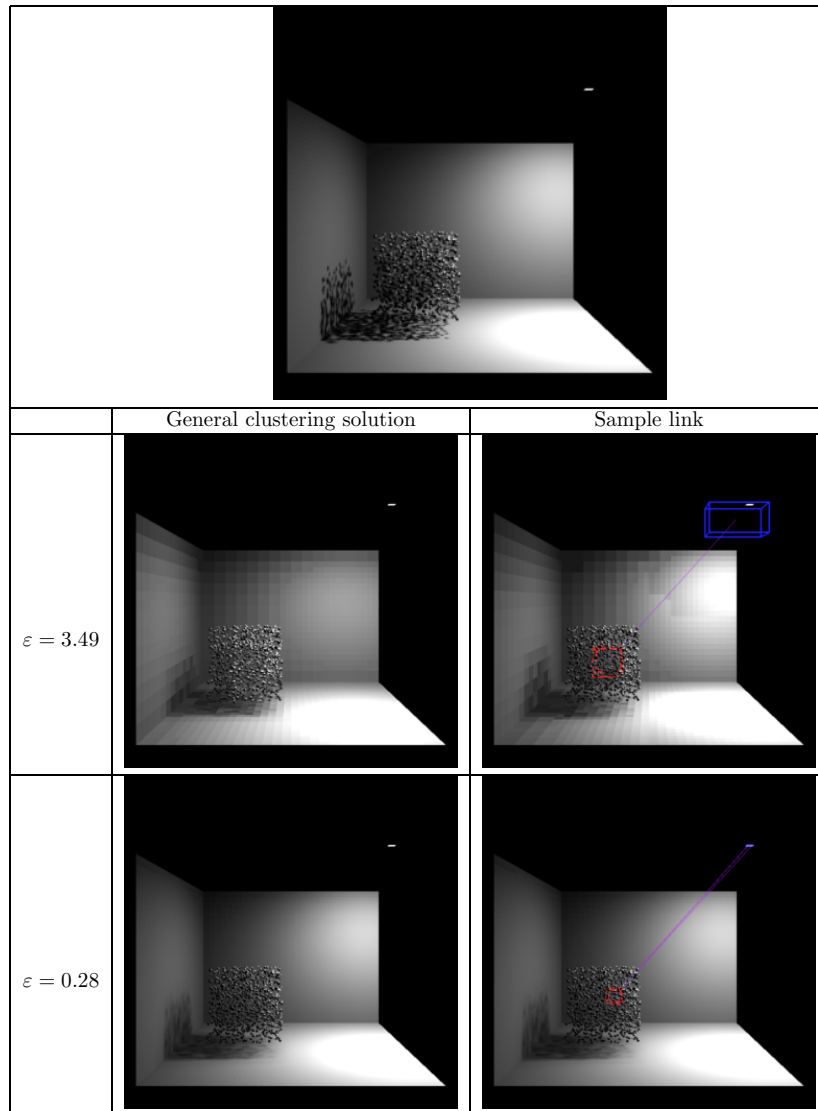 General clustering solution
Sample link
ε = 3.49
ε = 0.28